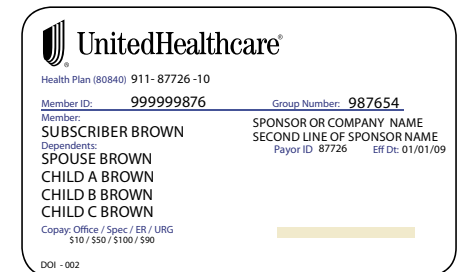 UnitedHealthcare®
Health Plan (80840) 911- 87726 -10
Member ID: 999999876 Group Number: 987654
Member:
SUBSCRIBER BROWN
Dependents:
SPOUSE BROWN
CHILD A BROWN
CHILD B BROWN
CHILD C BROWN
SPONSOR OR COMPANY NAME
SECOND LINE OF SPONSOR NAME
Payor ID 87726 Eff Dt: 01/01/09
Copay: Office / Spec / ER / URG
$10 / $50 / $100 / $90
DOI - 002